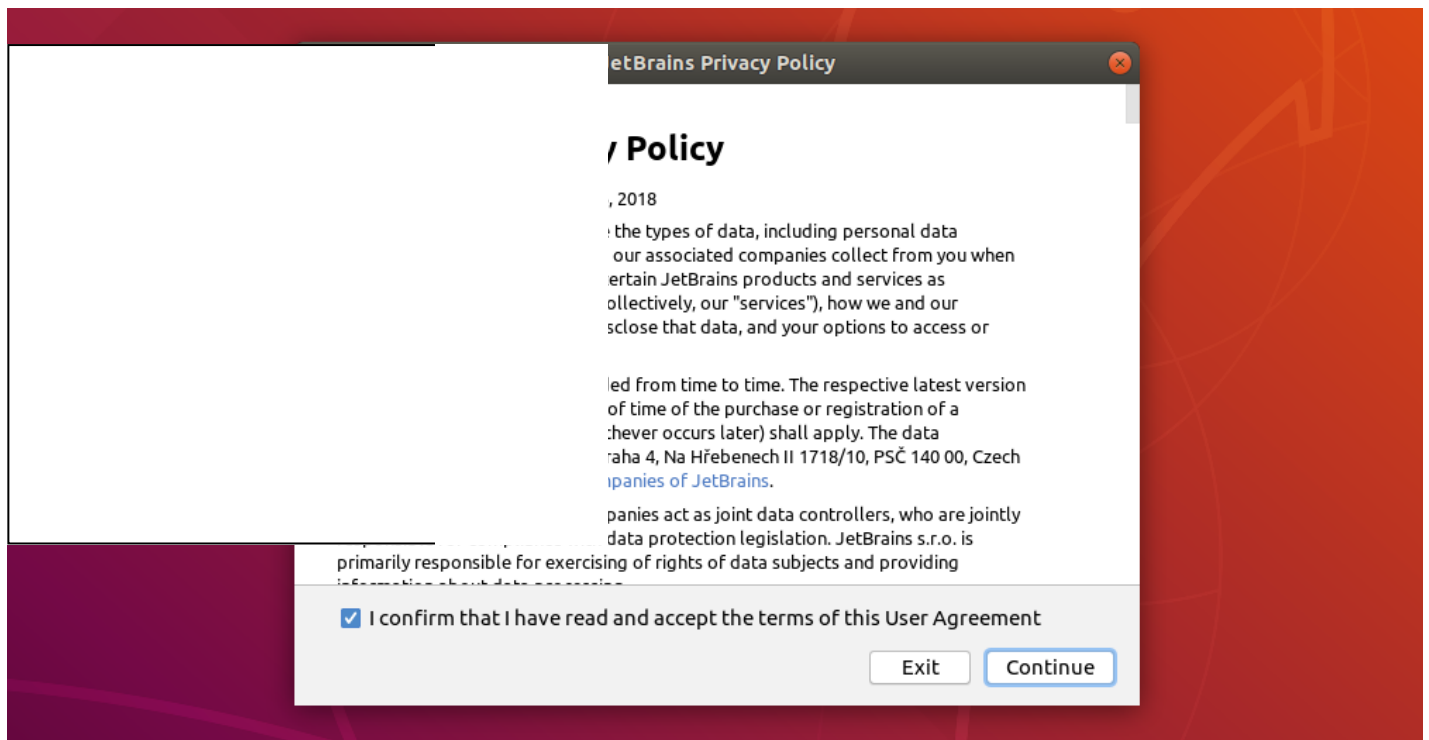 etBrains Privacy Policy
Policy
, 2018
the types of data, including personal data
our associated companies collect from you when
ertain JetBrains products and services as
ollectively, our "services"), how we and our
sclose that data, and your options to access or
ed from time to time. The respective latest version
of time of the purchase or registration of a
hever occurs later) shall apply. The data
raha 4, Na Hřebenech II 1718/10, PSČ 140 00, Czech
panies of JetBrains.
panies act as joint data controllers, who are jointly
data protection legislation. JetBrains s.r.o. is
primarily responsible for exercising of rights of data subjects and providing
information about data processing
I confirm that I have read and accept the terms of this User Agreement
Exit
Continue